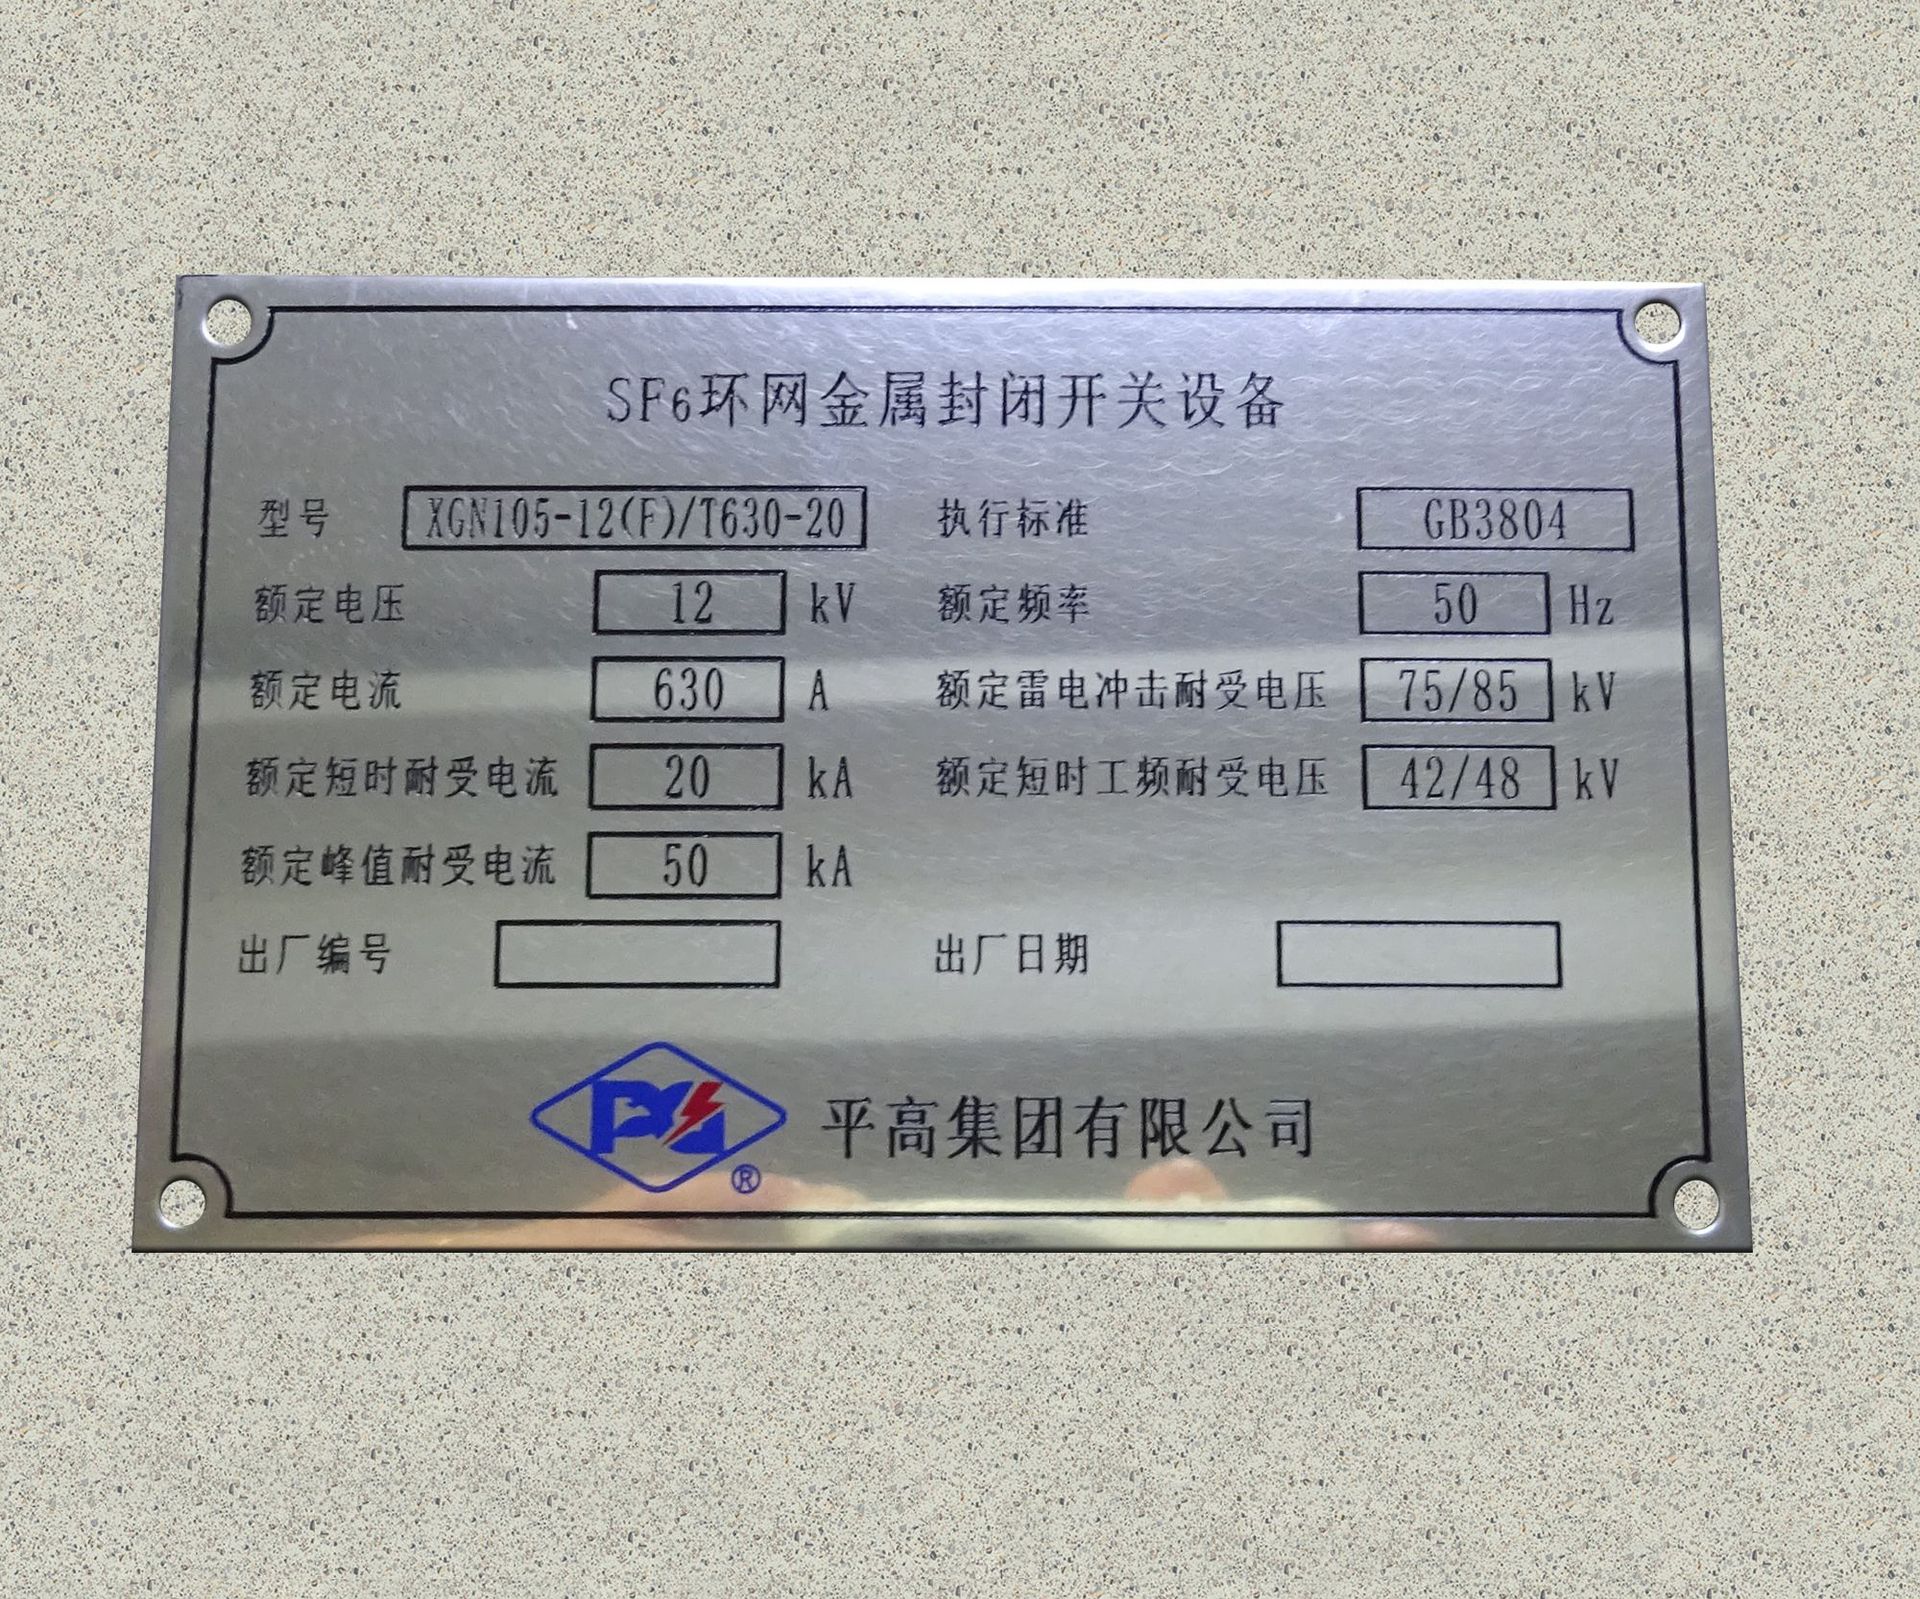 SF6环网金属封闭开关设备
型号 XGN105-12(F)/T630-20 执行标准 GB3804
额定电压 12 kV 额定频率 50 Hz
额定电流 630 A 额定雷电冲击耐受电压 75/85 kV
额定短时耐受电流 20 kA 额定短时工频耐受电压 42/48 kV
额定峰值耐受电流 50 kA
出厂编号 出厂日期
® 平高集团有限公司